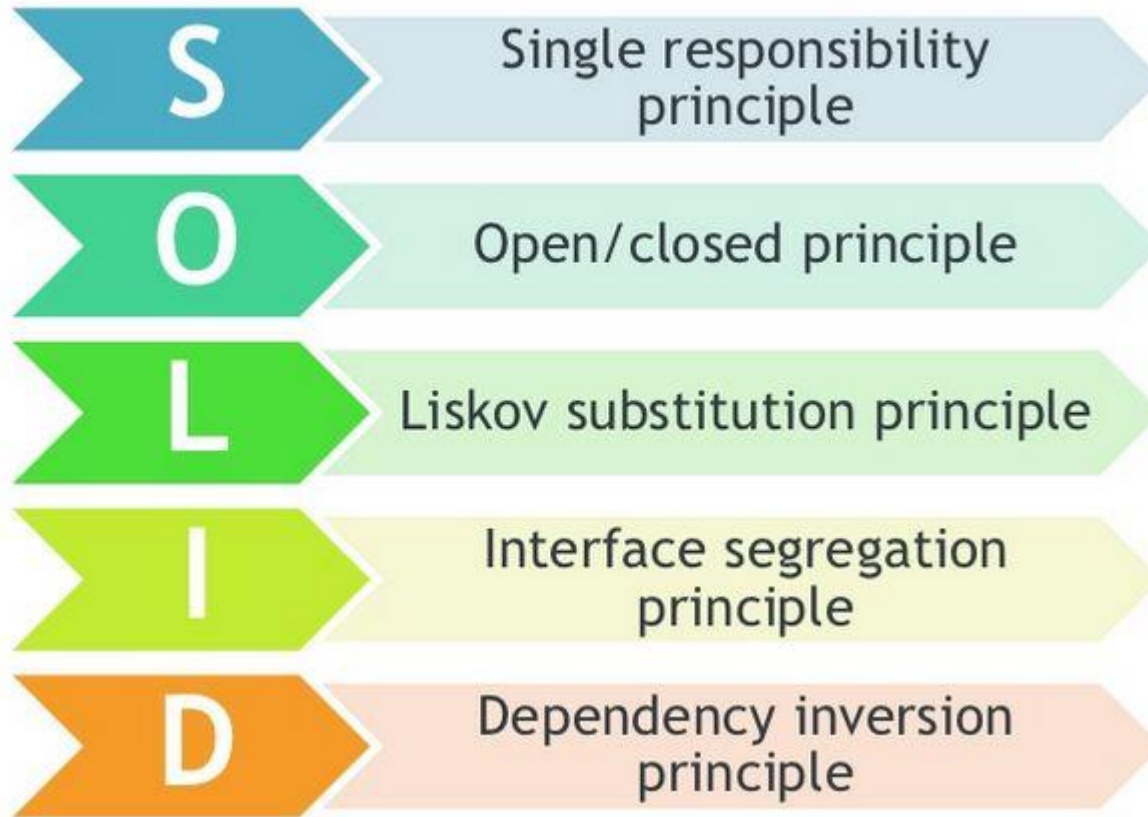 S
Single responsibility
principle
O
Open/closed principle
L
Liskov substitution principle
I
Interface segregation
principle
D
Dependency inversion
principle